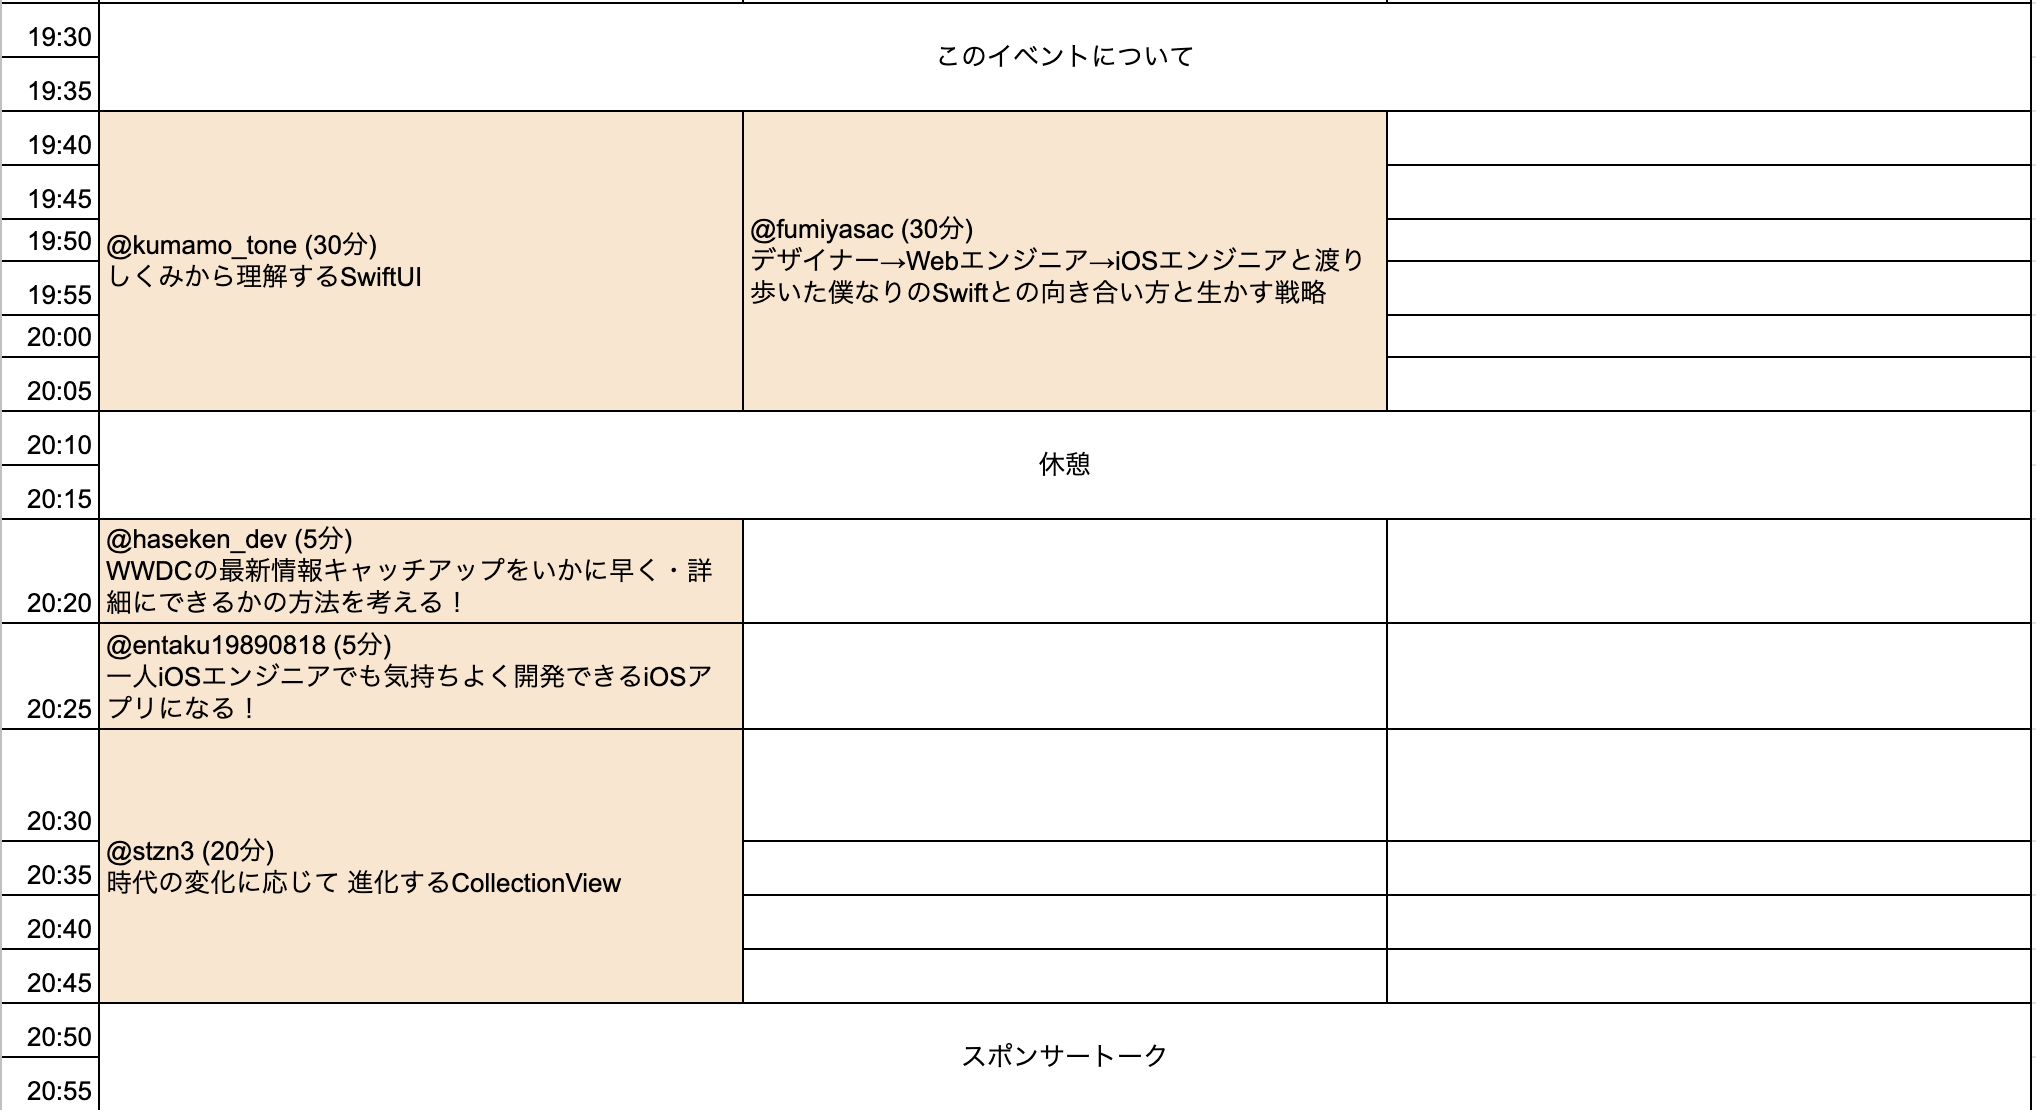 19:30
このイベントについて
19:35
19:40
19:45
19:50
19:55
20:00
20:05
@kumamo_tone (30分)
しくみから理解するSwiftUI
@fumiyasac (30分)
デザイナー→Webエンジニア→iOSエンジニアと渡り
歩いた僕なりのSwiftとの向き合い方と生かす戦略
20:10
休憩
20:15
20:20
@haseken_dev (5分)
WWDCの最新情報キャッチアップをいかに早く・詳
細にできるかの方法を考える！
20:25
@entaku19890818 (5分)
一人iOSエンジニアでも気持ちよく開発できるiOSア
プリになる！
20:30
20:35
20:40
20:45
@stzn3 (20分)
時代の変化に応じて 進化するCollectionView
20:50
スポンサートーク
20:55